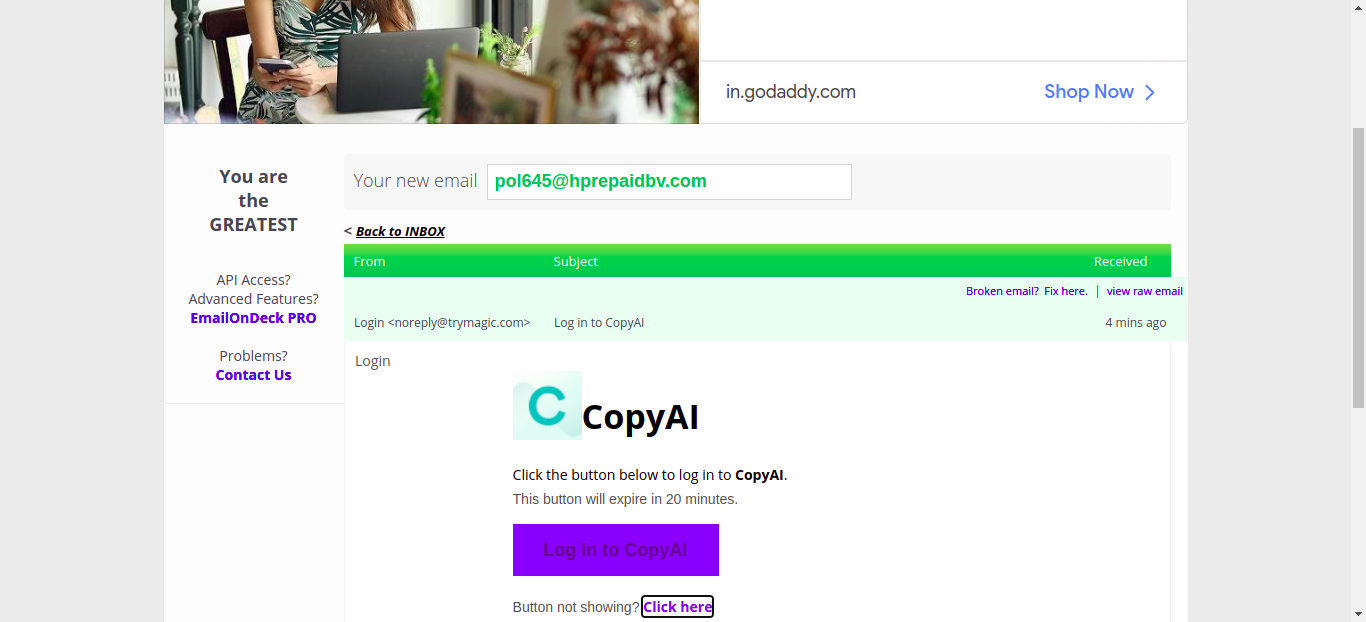 in.godaddy.com
Shop Now
You are
the
GREATEST
API Access?
Advanced Features?
EmailOnDeck PRO
Problems?
Contact Us
Your new email pol645@hprepaidbv.com
< Back to INBOX
From Subject Received
Broken email? Fix here. | view raw email
Login <noreply@trymagic.com> Log in to CopyAI 4 mins ago
Login
C CopyAI
Click the button below to log in to CopyAI.
This button will expire in 20 minutes.
Log in to CopyAI
Button not showing? Click here